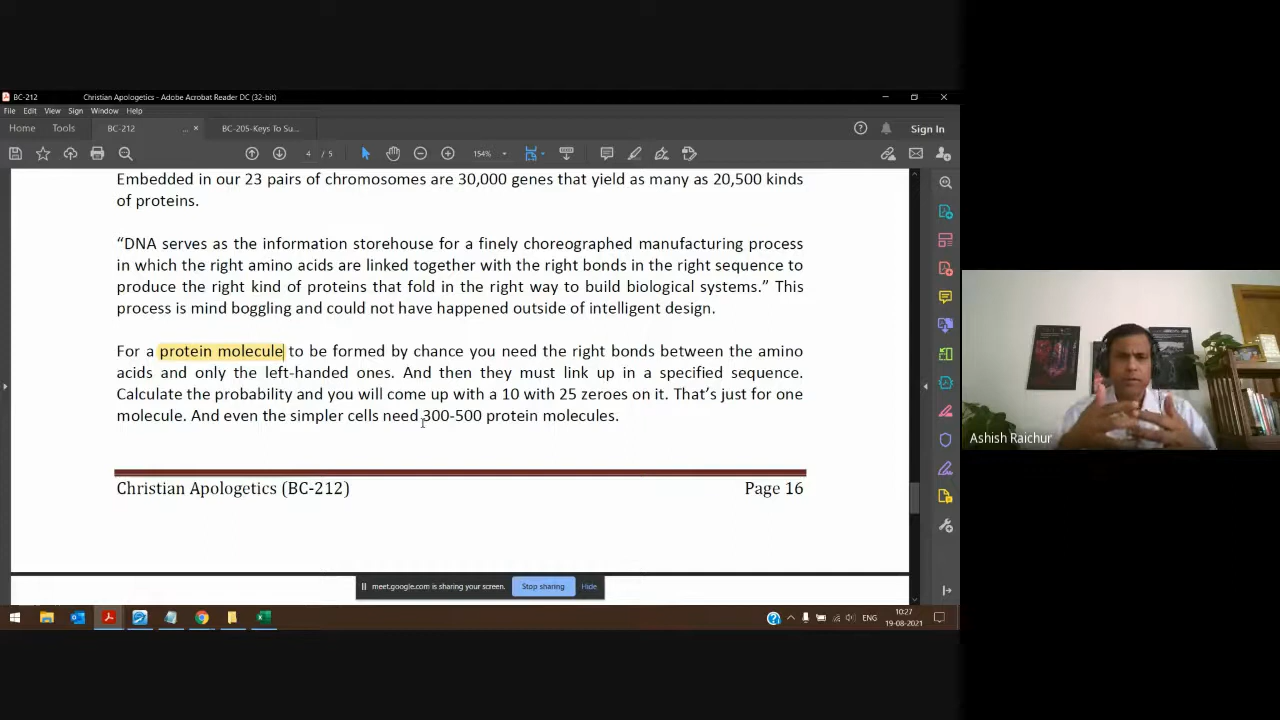 BC-212 Christian Apologetics - Adobe Acrobat Reader DC (32-bit)
File Edit View Sign Window Help
Home Tools BC-212 ... × BC-205-Keys To Su... Sign In
4 / 5 154%
Embedded in our 23 pairs of chromosomes are 30,000 genes that yield as many as 20,500 kinds
of proteins.
“DNA serves as the information storehouse for a finely choreographed manufacturing process
in which the right amino acids are linked together with the right bonds in the right sequence to
produce the right kind of proteins that fold in the right way to build biological systems.” This
process is mind boggling and could not have happened outside of intelligent design.
For a protein molecule to be formed by chance you need the right bonds between the amino
acids and only the left-handed ones. And then they must link up in a specified sequence.
Calculate the probability and you will come up with a 10 with 25 zeroes on it. That’s just for one
molecule. And even the simpler cells need 300-500 protein molecules.
Christian Apologetics (BC-212) Page 16
Ashish Raichur
meet.google.com is sharing your screen. Stop sharing Hide
ENG 10:27
19-08-2021